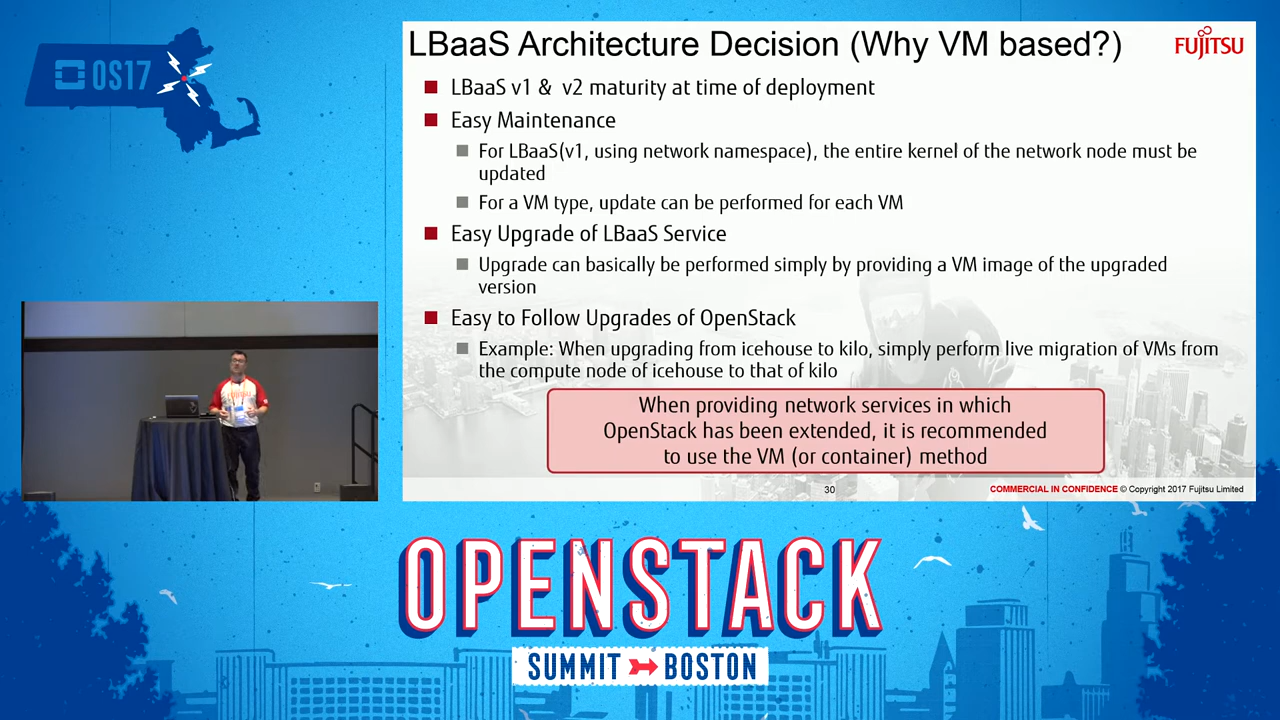 OS17
LBaaS Architecture Decision (Why VM based?)
FUJITSU
LBaaS v1 & v2 maturity at time of deployment
Easy Maintenance
For LBaaS(v1, using network namespace), the entire kernel of the network node must be
updated
For a VM type, update can be performed for each VM
Easy Upgrade of LBaaS Service
Upgrade can basically be performed simply by providing a VM image of the upgraded
version
Easy to Follow Upgrades of OpenStack
Example: When upgrading from icehouse to kilo, simply perform live migration of VMs from
the compute node of icehouse to that of kilo
When providing network services in which
OpenStack has been extended, it is recommended
to use the VM (or container) method
30
COMMERCIAL IN CONFIDENCE © Copyright 2017 Fujitsu Limited
OPENSTACK
SUMMIT BOSTON